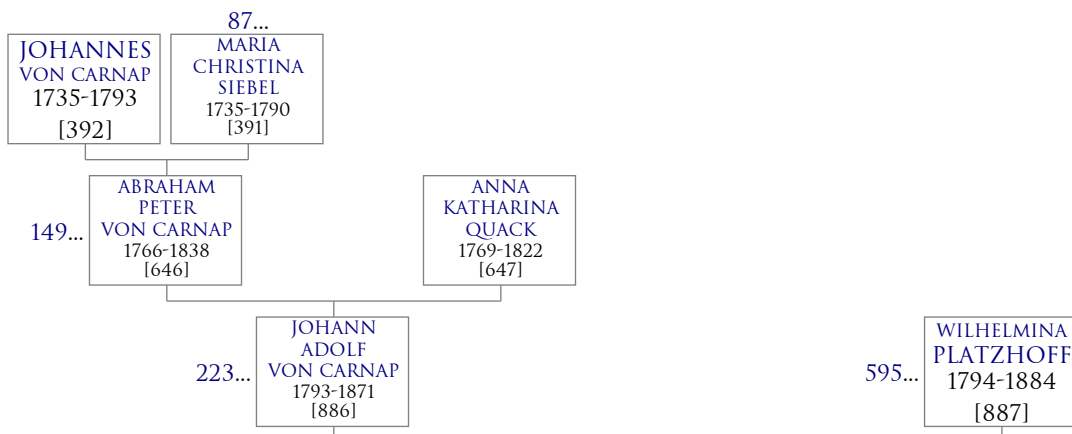 87...
JOHANNES
VON CARNAP
1735-1793
[392]
MARIA
CHRISTINA
SIEBEL
1735-1790
[391]
149...
ABRAHAM
PETER
VON CARNAP
1766-1838
[646]
ANNA
KATHARINA
QUACK
1769-1822
[647]
223...
JOHANN
ADOLF
VON CARNAP
1793-1871
[886]
595...
WILHELMINA
PLATZHOFF
1794-1884
[887]